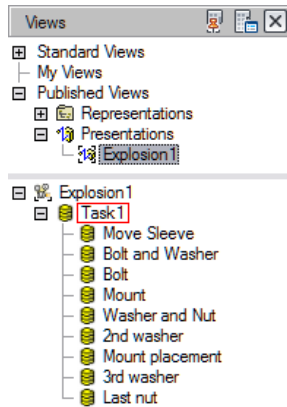 Views
Standard Views
My Views
Published Views
Representations
Presentations
Explosion1
Explosion1
Task1
Move Sleeve
Bolt and Washer
Bolt
Mount
Washer and Nut
2nd washer
Mount placement
3rd washer
Last nut